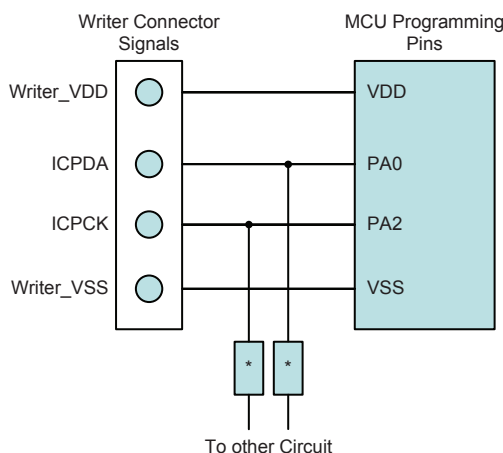 Writer Connector
Signals
MCU Programming
Pins
Writer_VDD
VDD
ICPDA
PA0
ICPCK
PA2
Writer_VSS
VSS
* *
To other Circuit